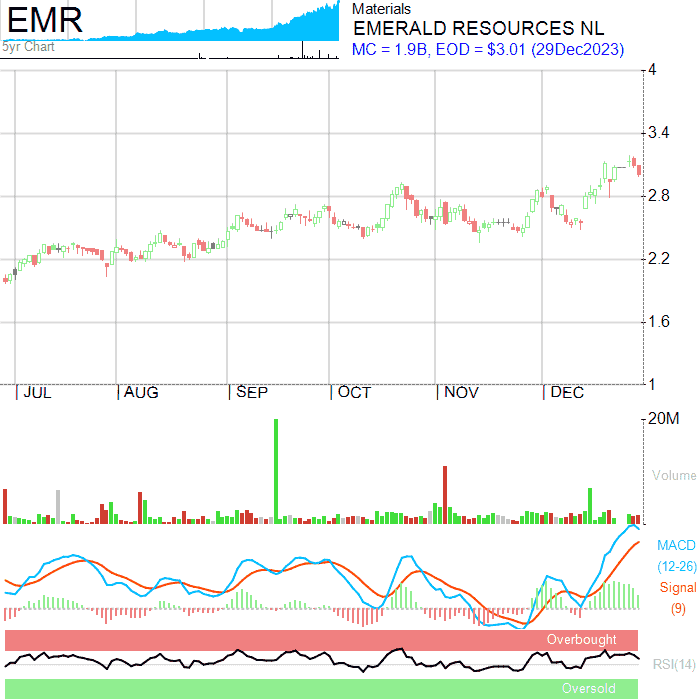 EMR
5yr Chart
Materials
EMERALD RESOURCES NL
MC = 1.9B, EOD = $3.01 (29Dec2023)
4
3.4
2.8
2.2
1.6
1
JUL
AUG
SEP
OCT
NOV
DEC
20M
Volume
MACD
(12-26)
Signal
(9)
Overbought
RSI(14)
Oversold